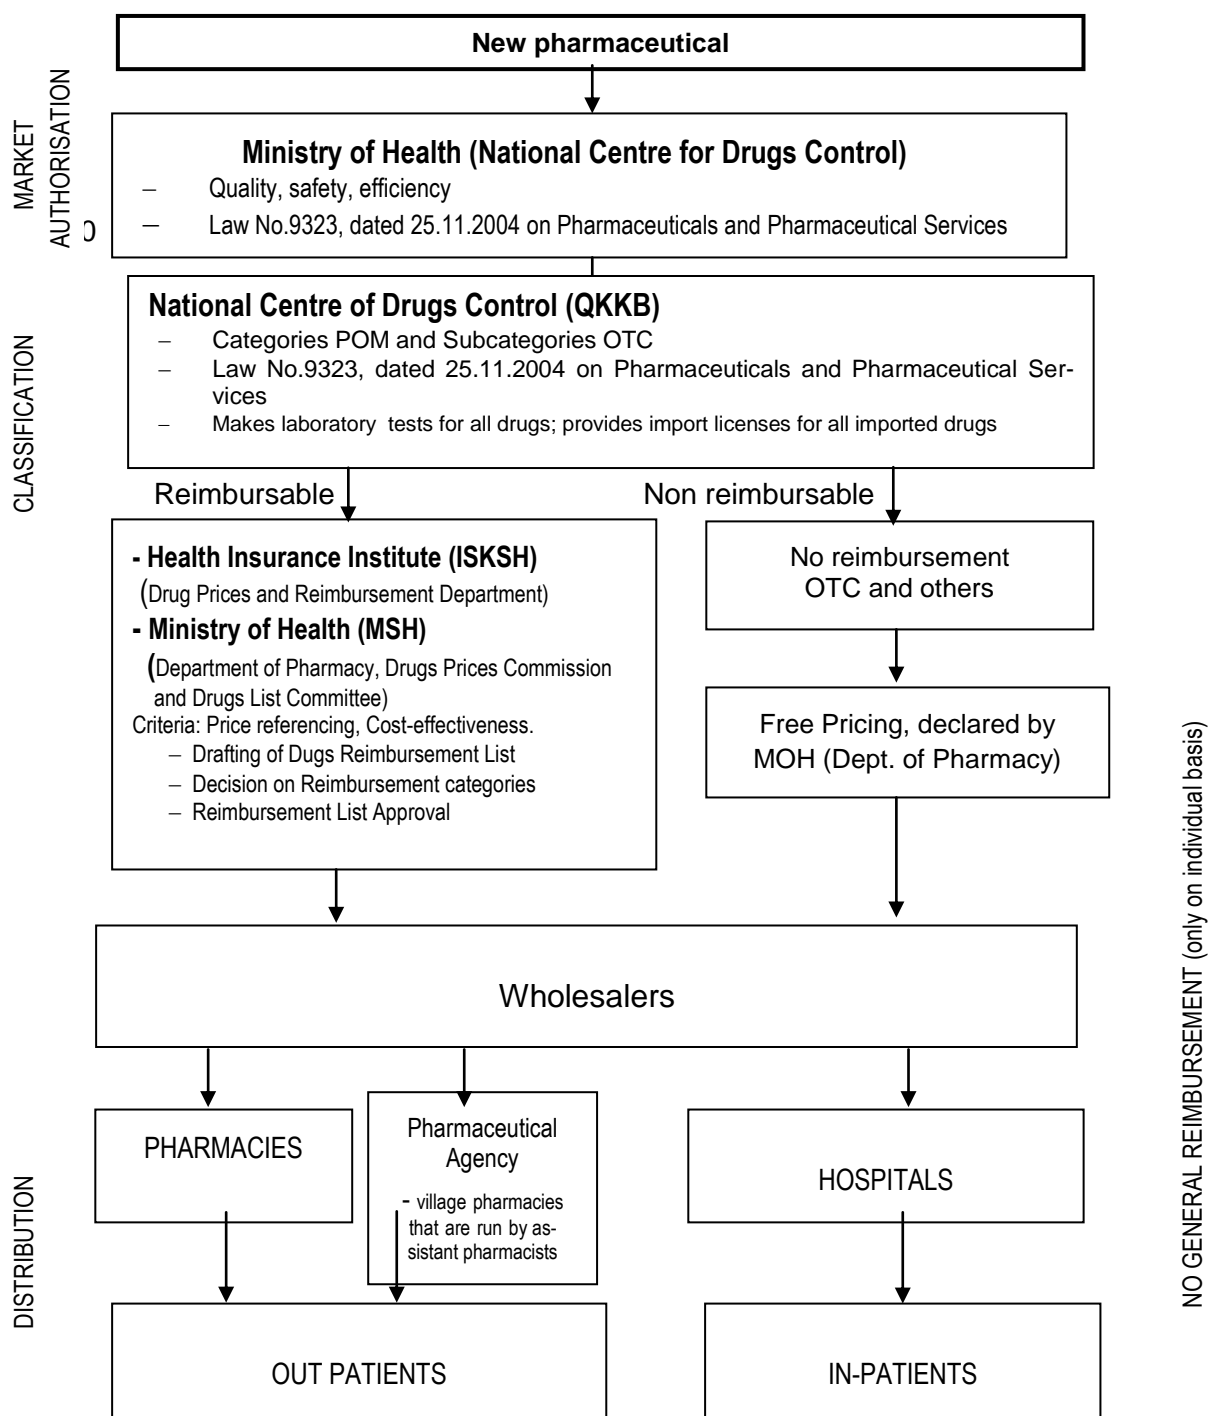 New pharmaceutical
MARKET
AUTHORISATION
Ministry of Health (National Centre for Drugs Control)
– Quality, safety, efficiency
– Law No.9323, dated 25.11.2004 on Pharmaceuticals and Pharmaceutical Services
0
CLASSIFICATION
National Centre of Drugs Control (QKKB)
– Categories POM and Subcategories OTC
– Law No.9323, dated 25.11.2004 on Pharmaceuticals and Pharmaceutical Ser-
vices
– Makes laboratory tests for all drugs; provides import licenses for all imported drugs
Reimbursable
Non reimbursable
- Health Insurance Institute (ISKSH)
(Drug Prices and Reimbursement Department)
- Ministry of Health (MSH)
(Department of Pharmacy, Drugs Prices Commission
and Drugs List Committee)
Criteria: Price referencing, Cost-effectiveness.
– Drafting of Dugs Reimbursement List
– Decision on Reimbursement categories
– Reimbursement List Approval
No reimbursement
OTC and others
Free Pricing, declared by
MOH (Dept. of Pharmacy)
NO GENERAL REIMBURSEMENT (only on individual basis)
Wholesalers
DISTRIBUTION
PHARMACIES
Pharmaceutical
Agency
- village pharmacies
that are run by as-
sistant pharmacists
HOSPITALS
OUT PATIENTS
IN-PATIENTS